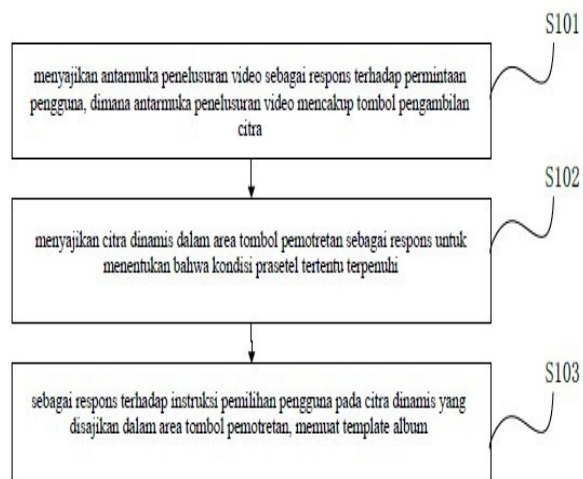 S101
menyajikan antarmuka penelusuran video sebagai respons terhadap permintaan
pengguna, dimana antarmuka penelusuran video mencakup tombol pengambilan
citra
S102
menyajikan citra dinamis dalam area tombol pemotretan sebagai respons untuk
menentukan bahwa kondisi prasetel tertentu terpenuhi
S103
sebagai respons terhadap instruksi pemilihan pengguna pada citra dinamis yang
disajikan dalam area tombol pemotretan, memuat template album